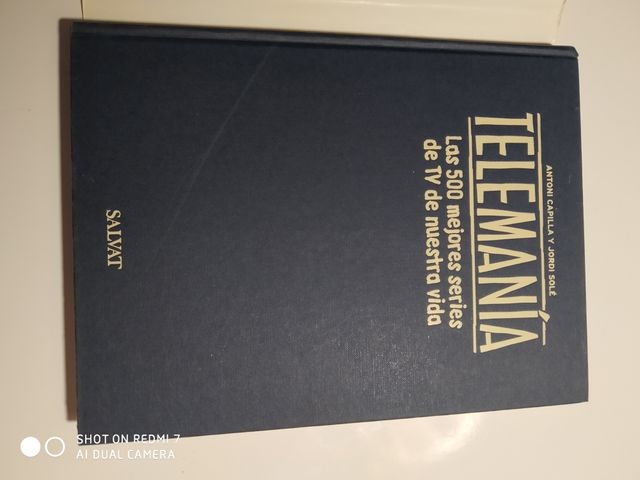 ANTONI CAPILLA Y JORDI SOLÉ
TELEMANÍA
Las 500 mejores series
de TV de nuestra vida
SALVAT
SHOT ON REDMI 7
AI DUAL CAMERA